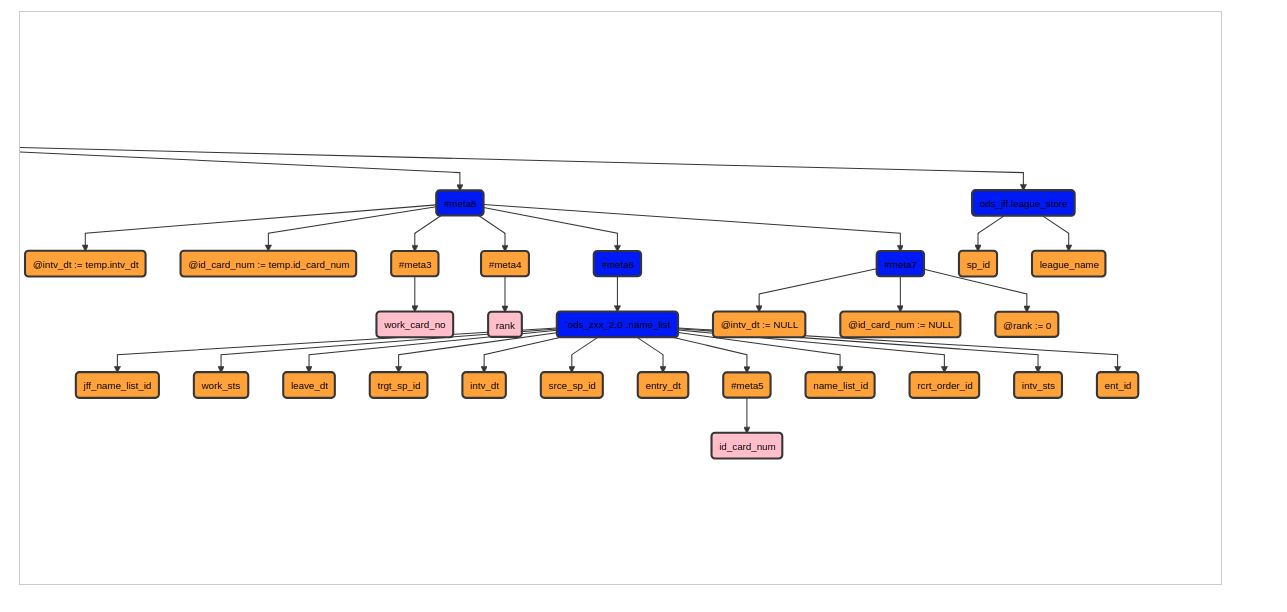 #meta8
ods_jff.league_store
@intv_dt := temp.intv_dt
@id_card_num := temp.id_card_num
#meta3
#meta4
#meta6
#meta7
sp_id
league_name
work_card_no
rank
`ods_zxx_2.0`.name_list
@intv_dt := NULL
@id_card_num := NULL
@rank := 0
jff_name_list_id
work_sts
leave_dt
trgt_sp_id
intv_dt
srce_sp_id
entry_dt
#meta5
name_list_id
rcrt_order_id
intv_sts
ent_id
id_card_num